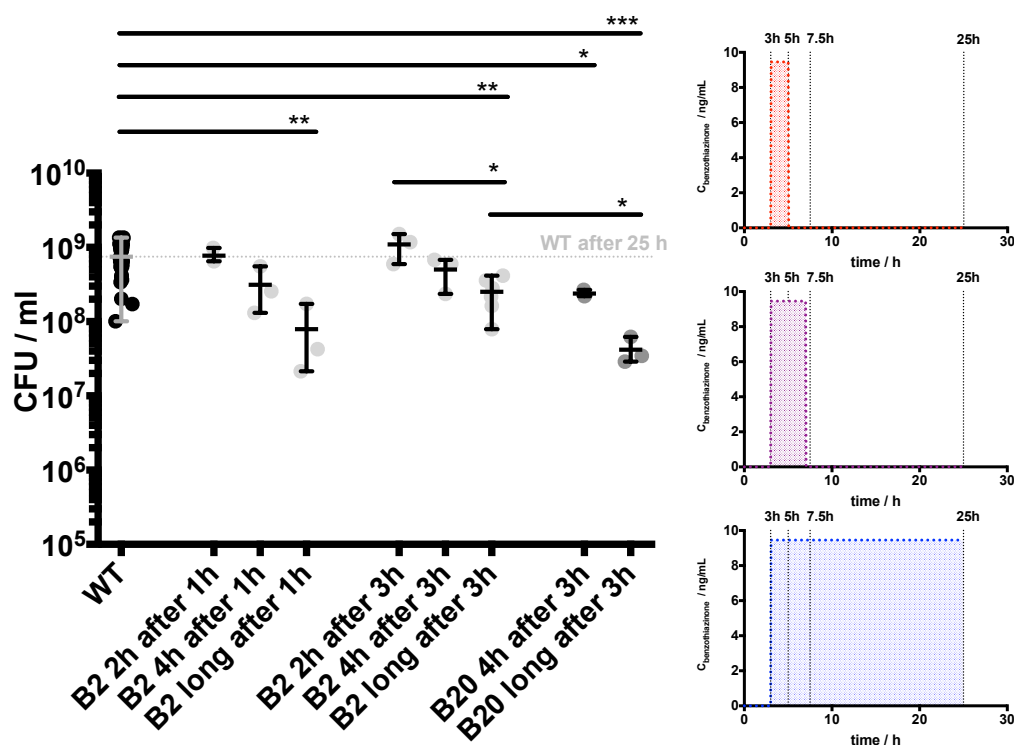 ***
*
**
**
*
*
CFU / ml
10^10
10^9
10^8
10^7
10^6
10^5
WT after 25 h
WT
B2 2h after 1h
B2 4h after 1h
B2 long after 1h
B2 2h after 3h
B2 4h after 3h
B2 long after 3h
B20 4h after 3h
B20 long after 3h
3h 5h 7.5h 25h
C_benzothiazinone / ng/mL
10
8
6
4
2
0
0 10 20 30
time / h
3h 5h 7.5h 25h
C_benzothiazinone / ng/mL
10
8
6
4
2
0
0 10 20 30
time / h
3h 5h 7.5h 25h
C_benzothiazinone / ng/mL
10
8
6
4
2
0
0 10 20 30
time / h